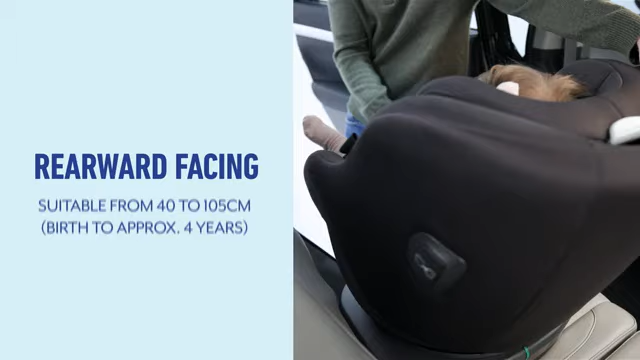 REARWARD FACING
SUITABLE FROM 40 TO 105CM
(BIRTH TO APPROX. 4 YEARS)